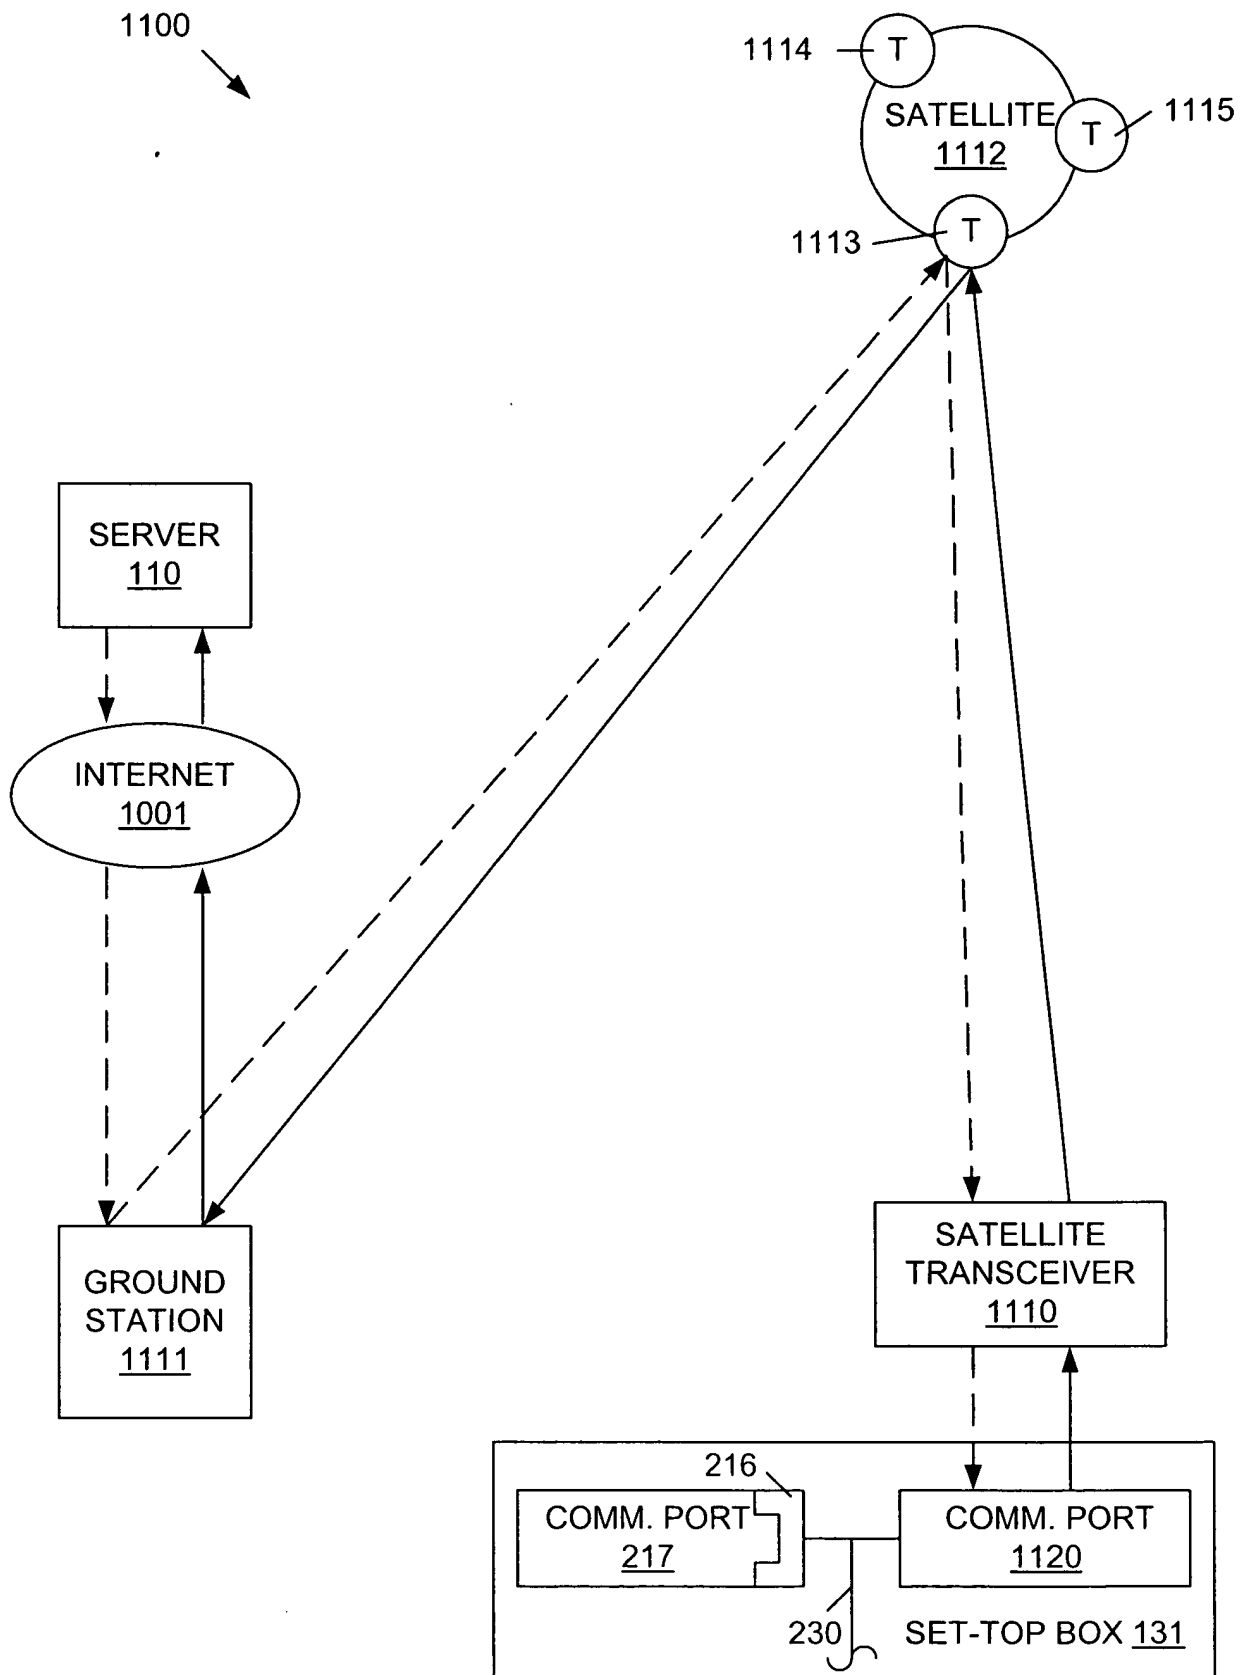 1100
1114
T
SATELLITE
1112
T
1115
1113
T
SERVER
110
INTERNET
1001
GROUND
STATION
1111
SATELLITE
TRANSCEIVER
1110
216
COMM. PORT
217
COMM. PORT
1120
230
SET-TOP BOX 131